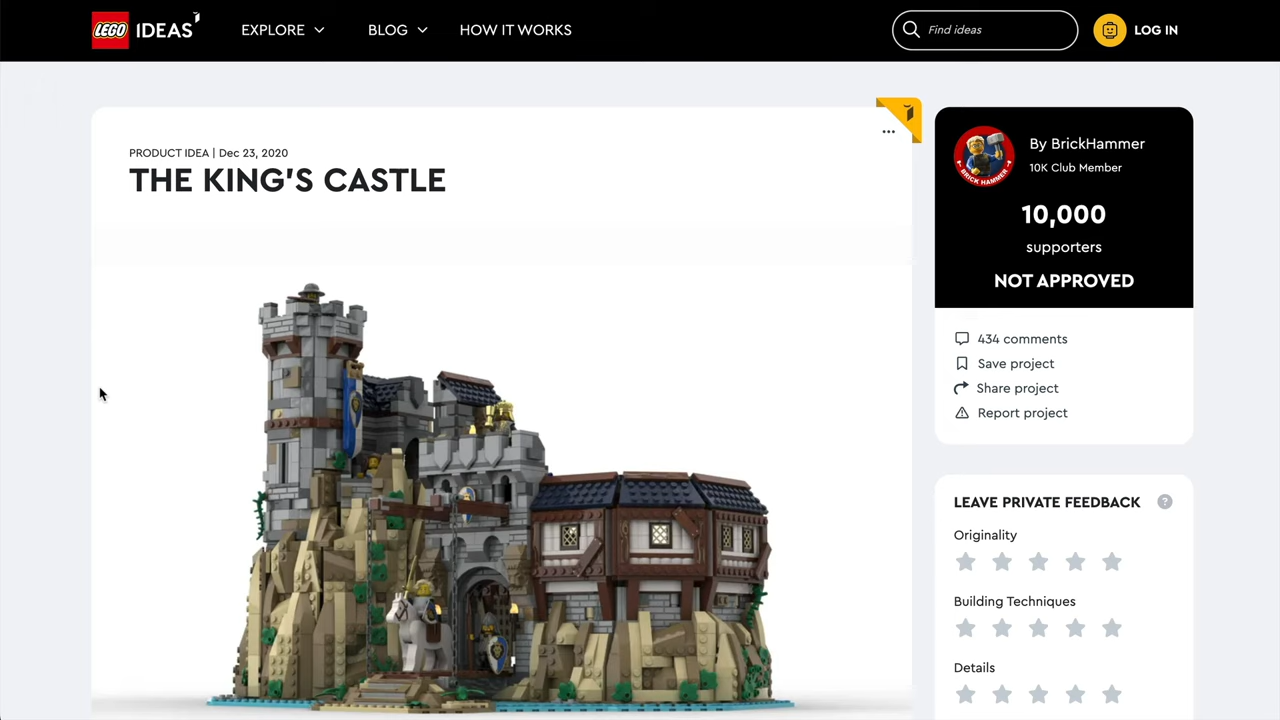 LEGO IDEAS
EXPLORE
BLOG
HOW IT WORKS
Find ideas
LOG IN
PRODUCT IDEA | Dec 23, 2020
THE KING'S CASTLE
BRICK HAMMER
By BrickHammer
10K Club Member
10,000
supporters
NOT APPROVED
434 comments
Save project
Share project
Report project
LEAVE PRIVATE FEEDBACK ?
Originality
Building Techniques
Details